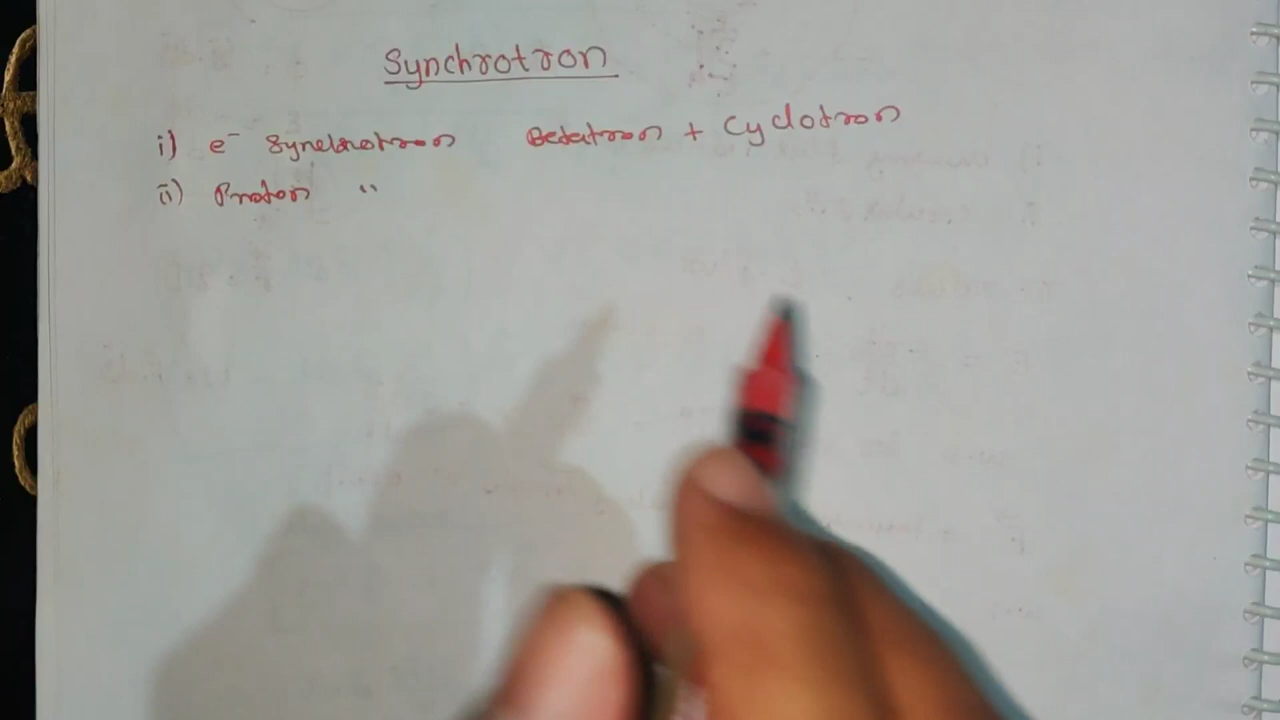 Synchrotron
i) e⁻ Synchrotron Betatron + Cyclotron
ii) Proton "